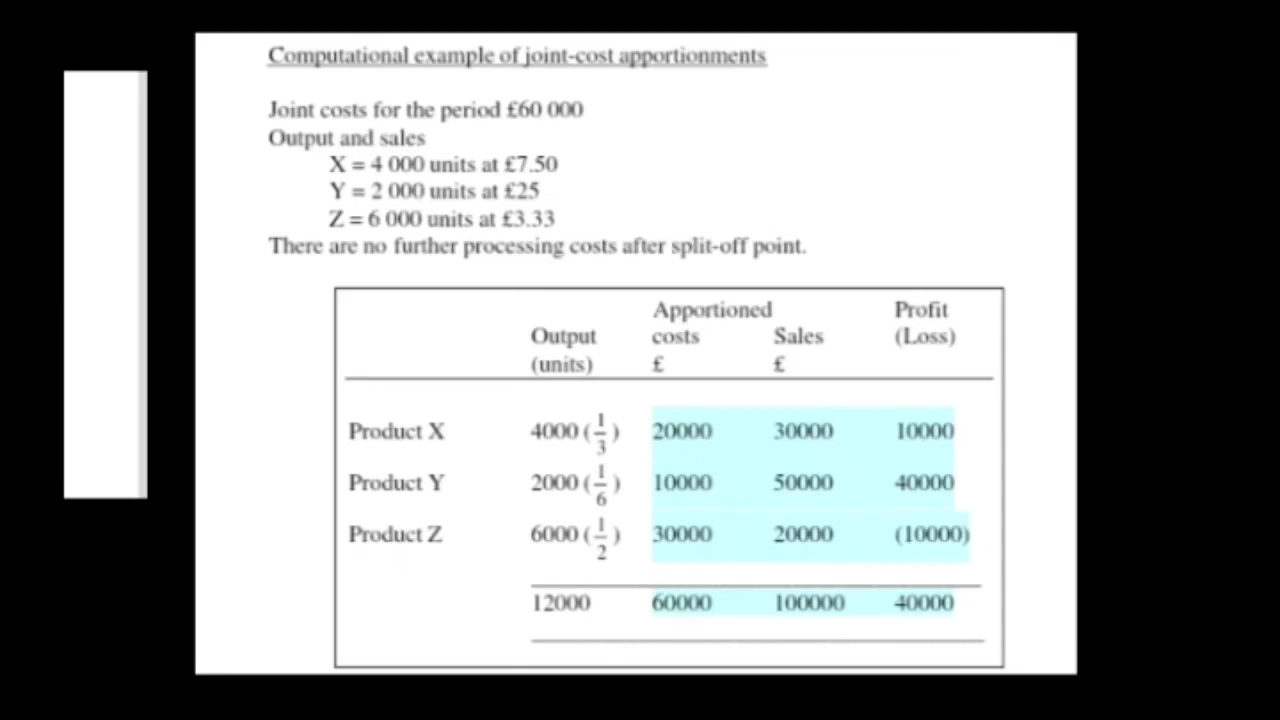 Computational example of joint-cost apportionments
Joint costs for the period £60 000
Output and sales
X = 4 000 units at £7.50
Y = 2 000 units at £25
Z = 6 000 units at £3.33
There are no further processing costs after split-off point.
Apportioned Profit
Output costs Sales (Loss)
(units) £ £
Product X 4000 (1/3) 20000 30000 10000
Product Y 2000 (1/6) 10000 50000 40000
Product Z 6000 (1/2) 30000 20000 (10000)
12000 60000 100000 40000